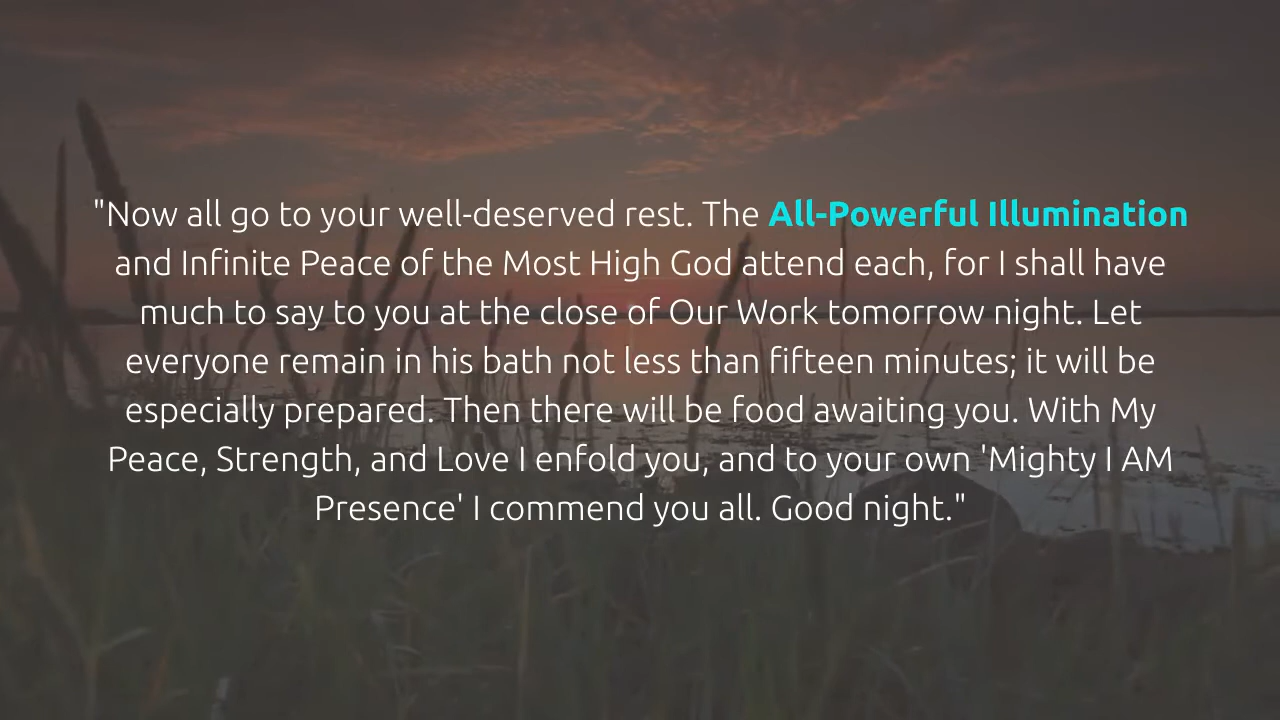 "Now all go to your well-deserved rest. The All-Powerful Illumination
and Infinite Peace of the Most High God attend each, for I shall have
much to say to you at the close of Our Work tomorrow night. Let
everyone remain in his bath not less than fifteen minutes; it will be
especially prepared. Then there will be food awaiting you. With My
Peace, Strength, and Love I enfold you, and to your own 'Mighty I AM
Presence' I commend you all. Good night."